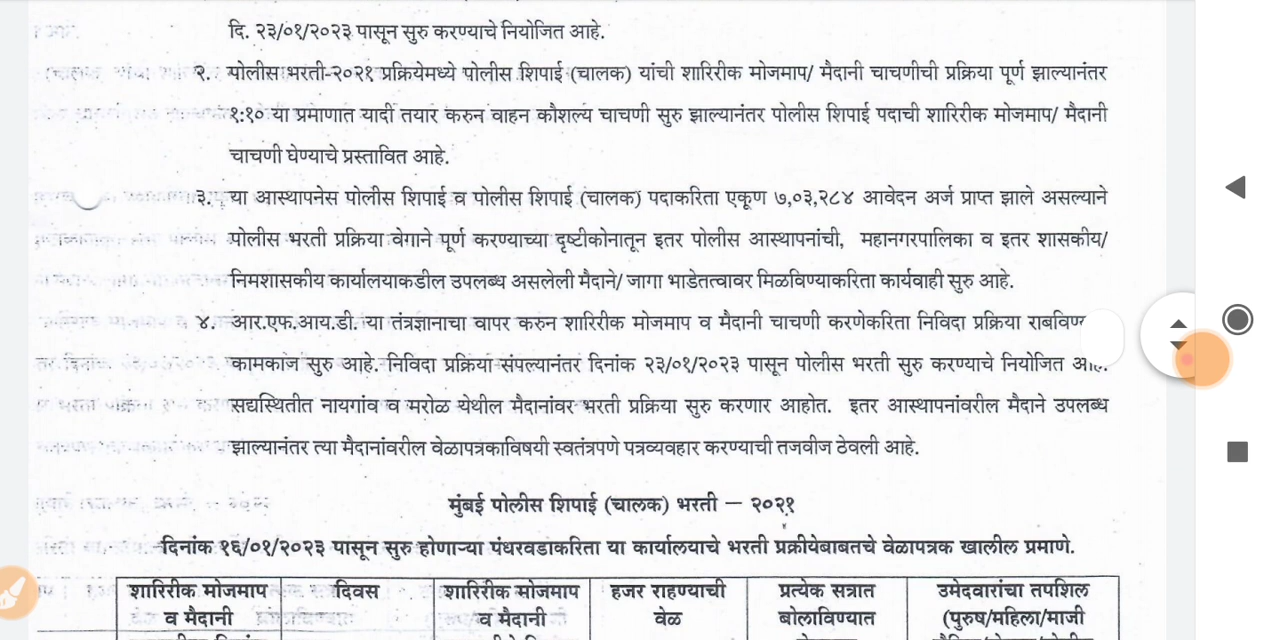 दि. २३/०१/२०२३ पासून सुरु करण्याचे नियोजित आहे.
२. पोलीस भरती-२०२१ प्रक्रियेमध्ये पोलीस शिपाई (चालक) यांची शारिरीक मोजमाप/ मैदानी चाचणीची प्रक्रिया पूर्ण झाल्यानंतर
१:१० या प्रमाणात यादी तयार करुन वाहन कौशल्य चाचणी सुरु झाल्यानंतर पोलीस शिपाई पदाची शारिरीक मोजमाप/ मैदानी
चाचणी घेण्याचे प्रस्तावित आहे.
३. या आस्थापनेस पोलीस शिपाई व पोलीस शिपाई (चालक) पदाकरिता एकूण ७,०३,२८४ आवेदन अर्ज प्राप्त झाले असल्याने
पोलीस भरती प्रक्रिया वेगाने पूर्ण करण्याच्या दृष्टीकोनातून इतर पोलीस आस्थापनांची, महानगरपालिका व इतर शासकीय/
निमशासकीय कार्यालयाकडील उपलब्ध असलेली मैदाने/ जागा भाडेतत्वावर मिळविण्याकरिता कार्यवाही सुरु आहे.
४. आर.एफ.आय.डी. या तंत्रज्ञानाचा वापर करुन शारिरीक मोजमाप व मैदानी चाचणी करणेकरिता निविदा प्रक्रिया
कामकाज सुरु आहे. निविदा प्रक्रिया संपल्यानंतर दिनांक २३/०१/२०२३ पासून पोलीस भरती सुरु करण्याचे नियोजित
सद्यस्थितीत नायगांव व मरोळ येथील मैदानांवर भरती प्रक्रिया सुरु करणार आहोत. इतर आस्थापनांवरील मैदाने उपलब्ध
झाल्यानंतर त्या मैदानांवरील वेळापत्रकाविषयी स्वतंत्रपणे पत्रव्यवहार करण्याची तजवीज ठेवली आहे.
मुंबई पोलीस शिपाई (चालक) भरती – २०२१
दिनांक १६/०१/२०२३ पासून सुरु होणाऱ्या पंधरवडाकरिता या कार्यालयाचे भरती प्रक्रीयेबाबतचे वेळापत्रक खालील प्रमाणे.
शारिरीक मोजमाप दिवस शारिरीक मोजमाप हजर राहण्याची प्रत्येक सत्रात उमेदवारांचा तपशिल
व मैदानी व मैदानी वेळ बोलाविण्यात (पुरुष/महिला/माजी